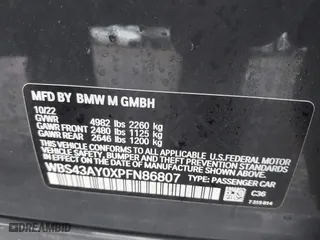 MFD BY BMW M GMBH
10/22
GVWR 4982 lbs 2260 kg
GAWR FRONT 2480 lbs 1125 kg
GAWR REAR 2646 lbs 1200 kg
THIS VEHICLE CONFORMS TO ALL APPLICABLE U.S. FEDERAL MOTOR
VEHICLE SAFETY, BUMPER, AND THEFT PREVENTION STANDARDS IN
EFFECT ON THE DATE OF MANUFACTURE SHOWN ABOVE.
WBS43AY0XPFN86807 TYPE: PASSENGER CAR
C36